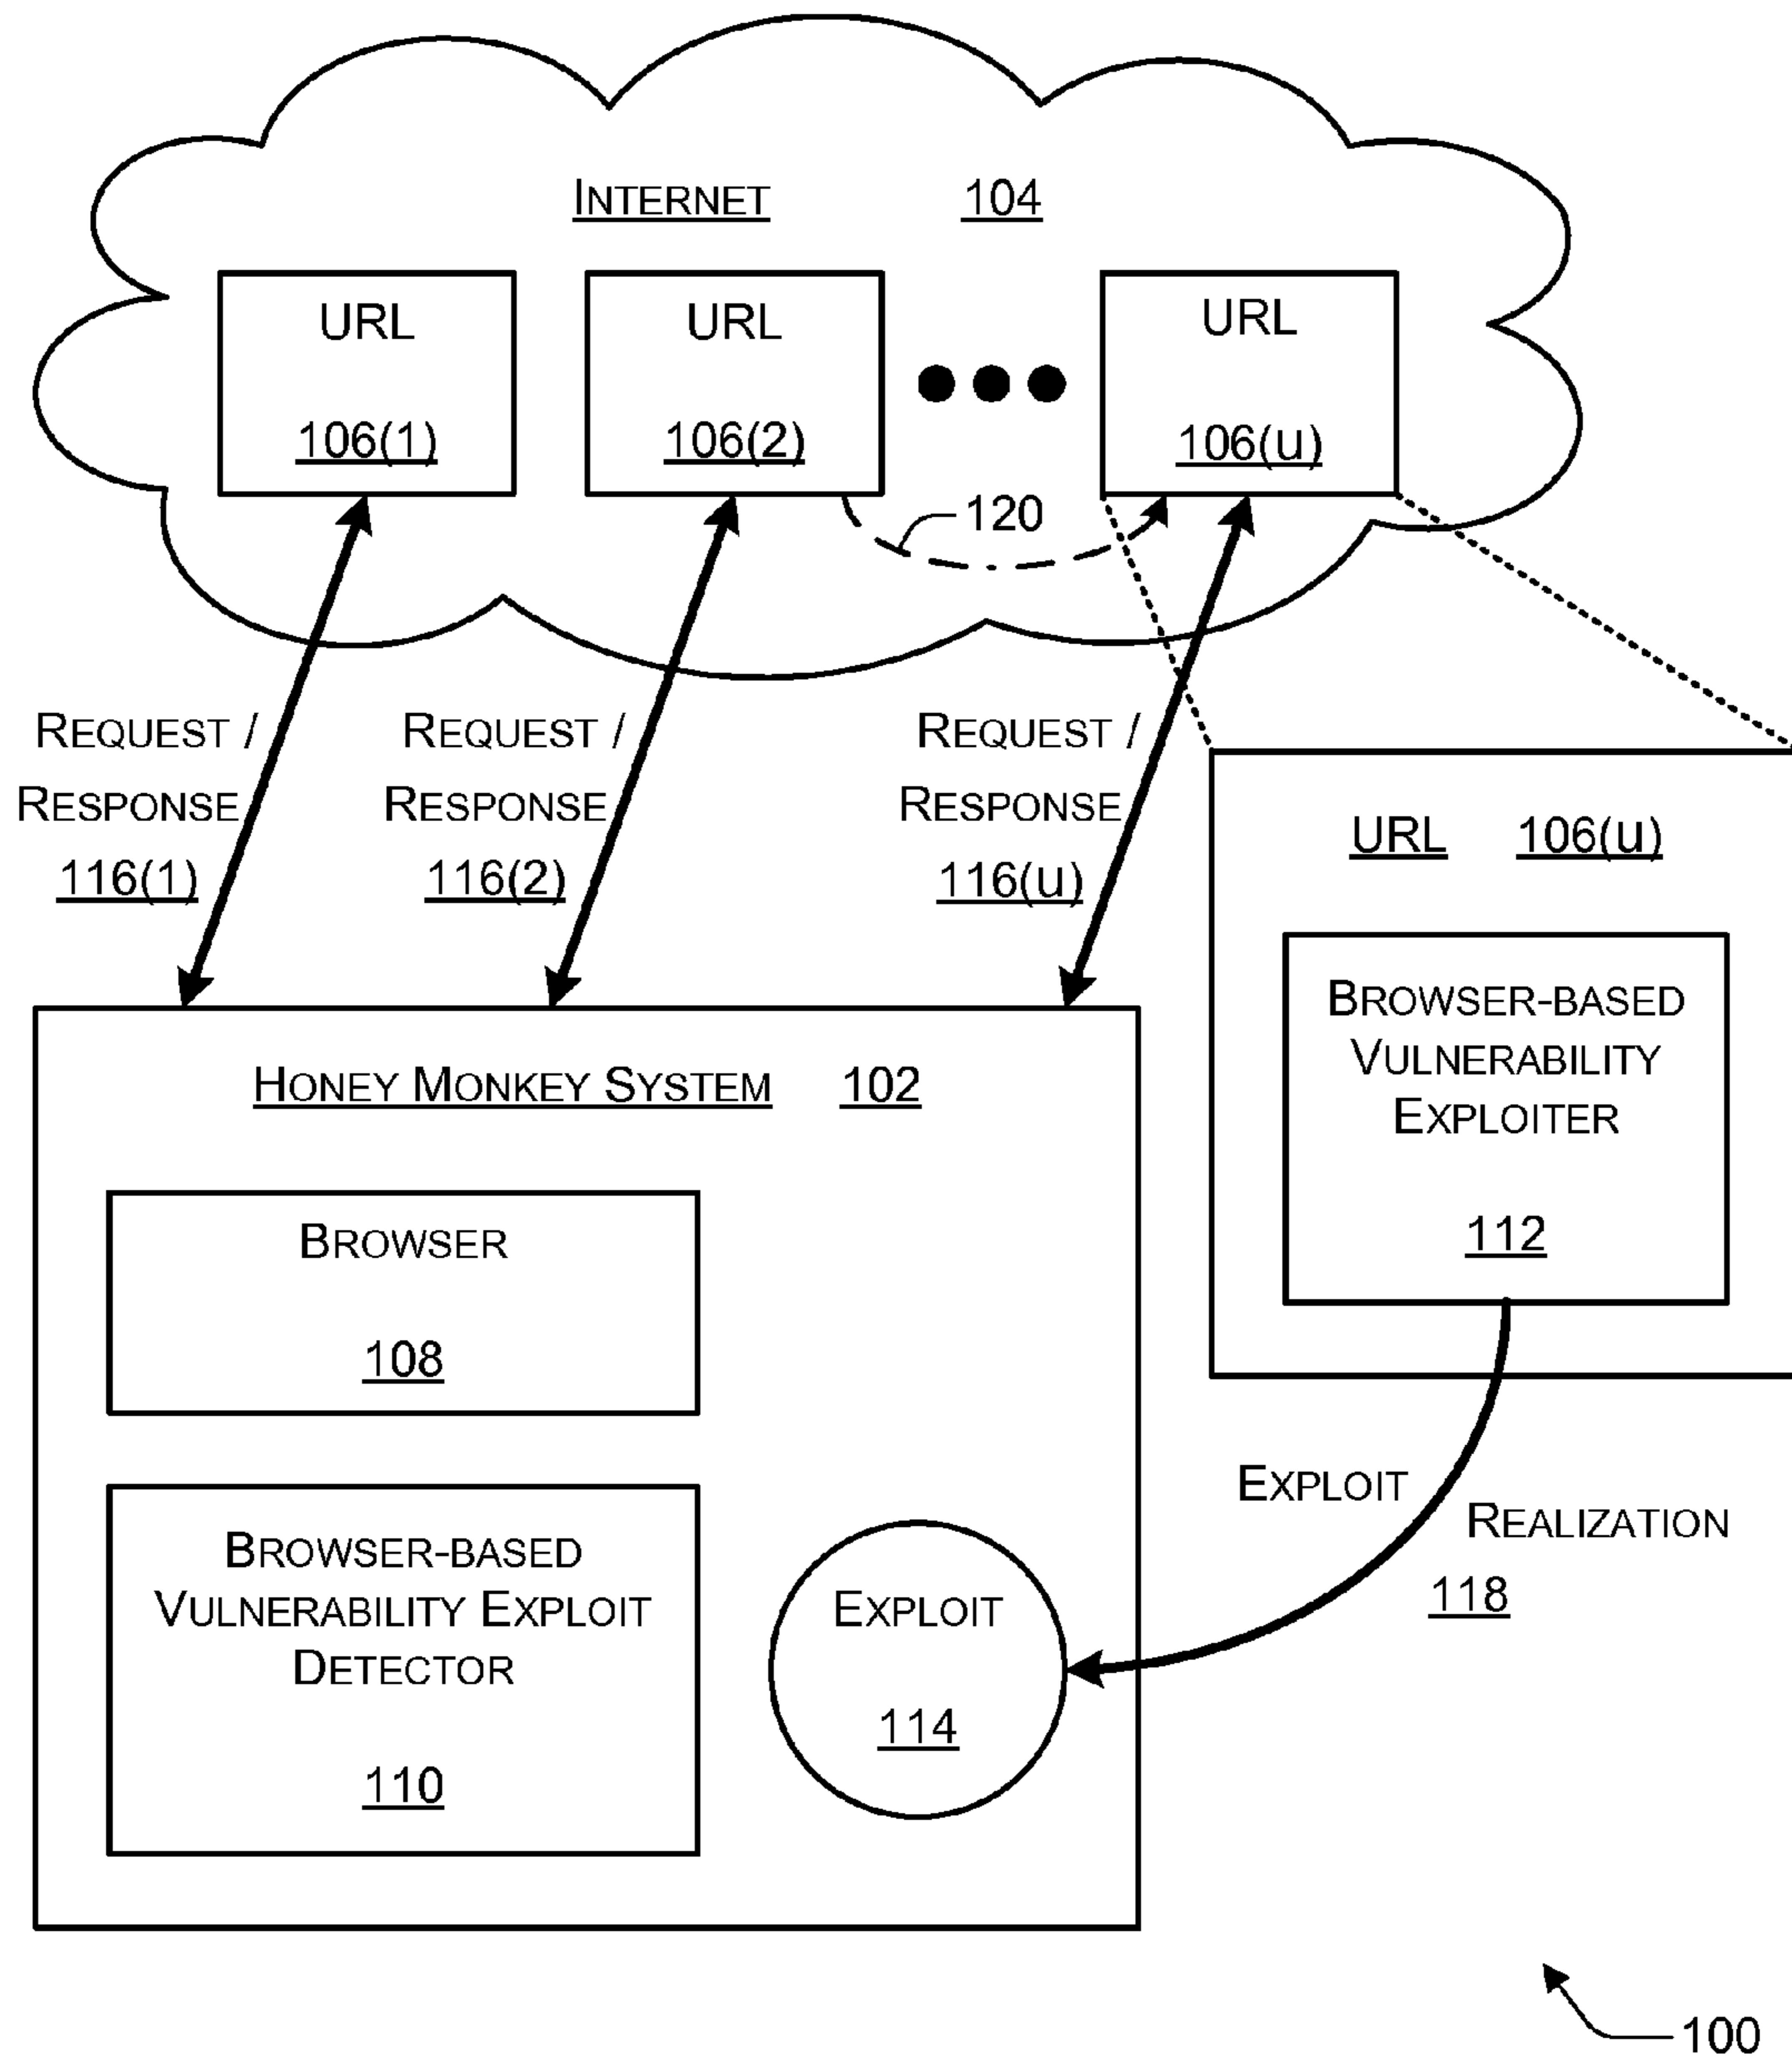 INTERNET 104
URL
106(1)
URL
106(2)
URL
106(u)
120
REQUEST /
RESPONSE
116(1)
REQUEST /
RESPONSE
116(2)
REQUEST /
RESPONSE
116(u)
URL 106(u)
BROWSER-BASED
VULNERABILITY
EXPLOITER
112
HONEY MONKEY SYSTEM 102
BROWSER
108
BROWSER-BASED
VULNERABILITY EXPLOIT
DETECTOR
110
EXPLOIT
114
EXPLOIT
REALIZATION
118
100